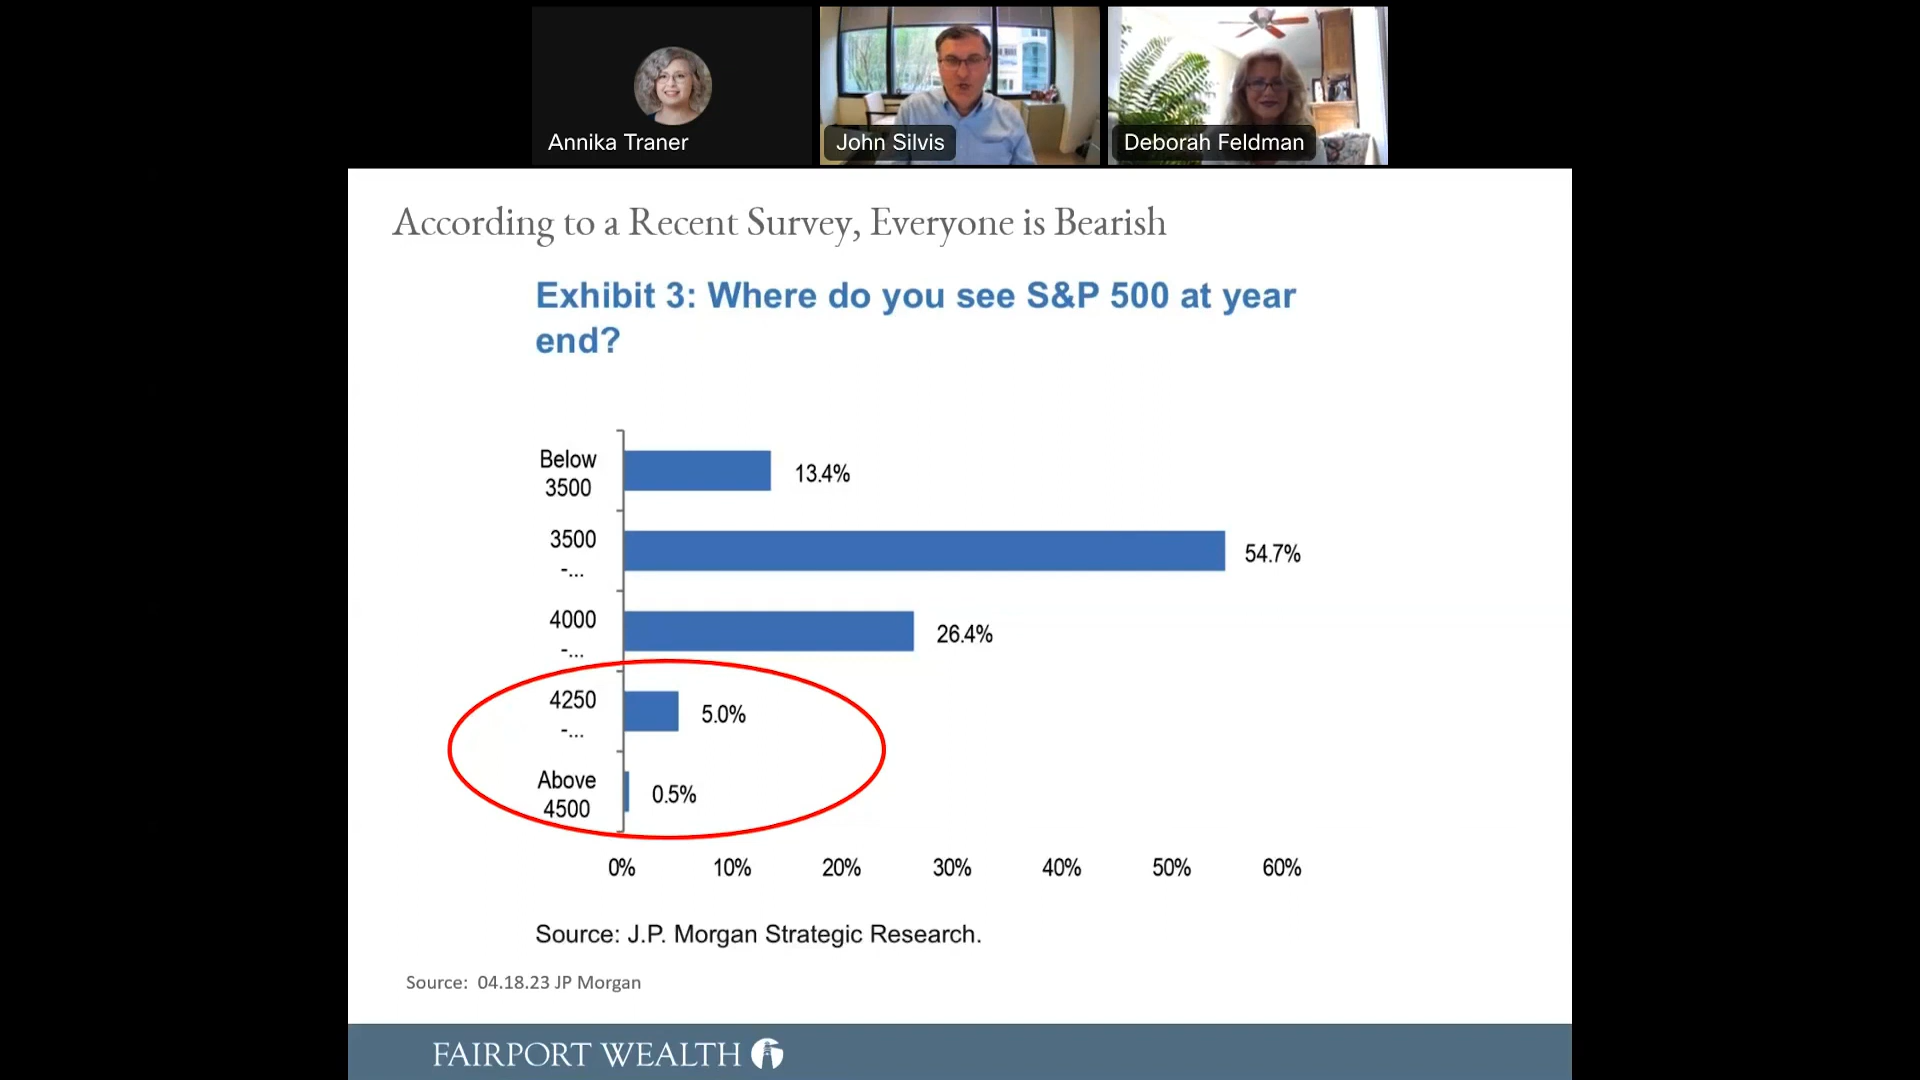 Annika Traner
John Silvis
Deborah Feldman
According to a Recent Survey, Everyone is Bearish
Exhibit 3: Where do you see S&P 500 at year
end?
Below
3500
13.4%
3500
-...
54.7%
4000
-...
26.4%
4250
-...
5.0%
Above
4500
0.5%
0% 10% 20% 30% 40% 50% 60%
Source: J.P. Morgan Strategic Research.
Source: 04.18.23 JP Morgan
FAIRPORT WEALTH